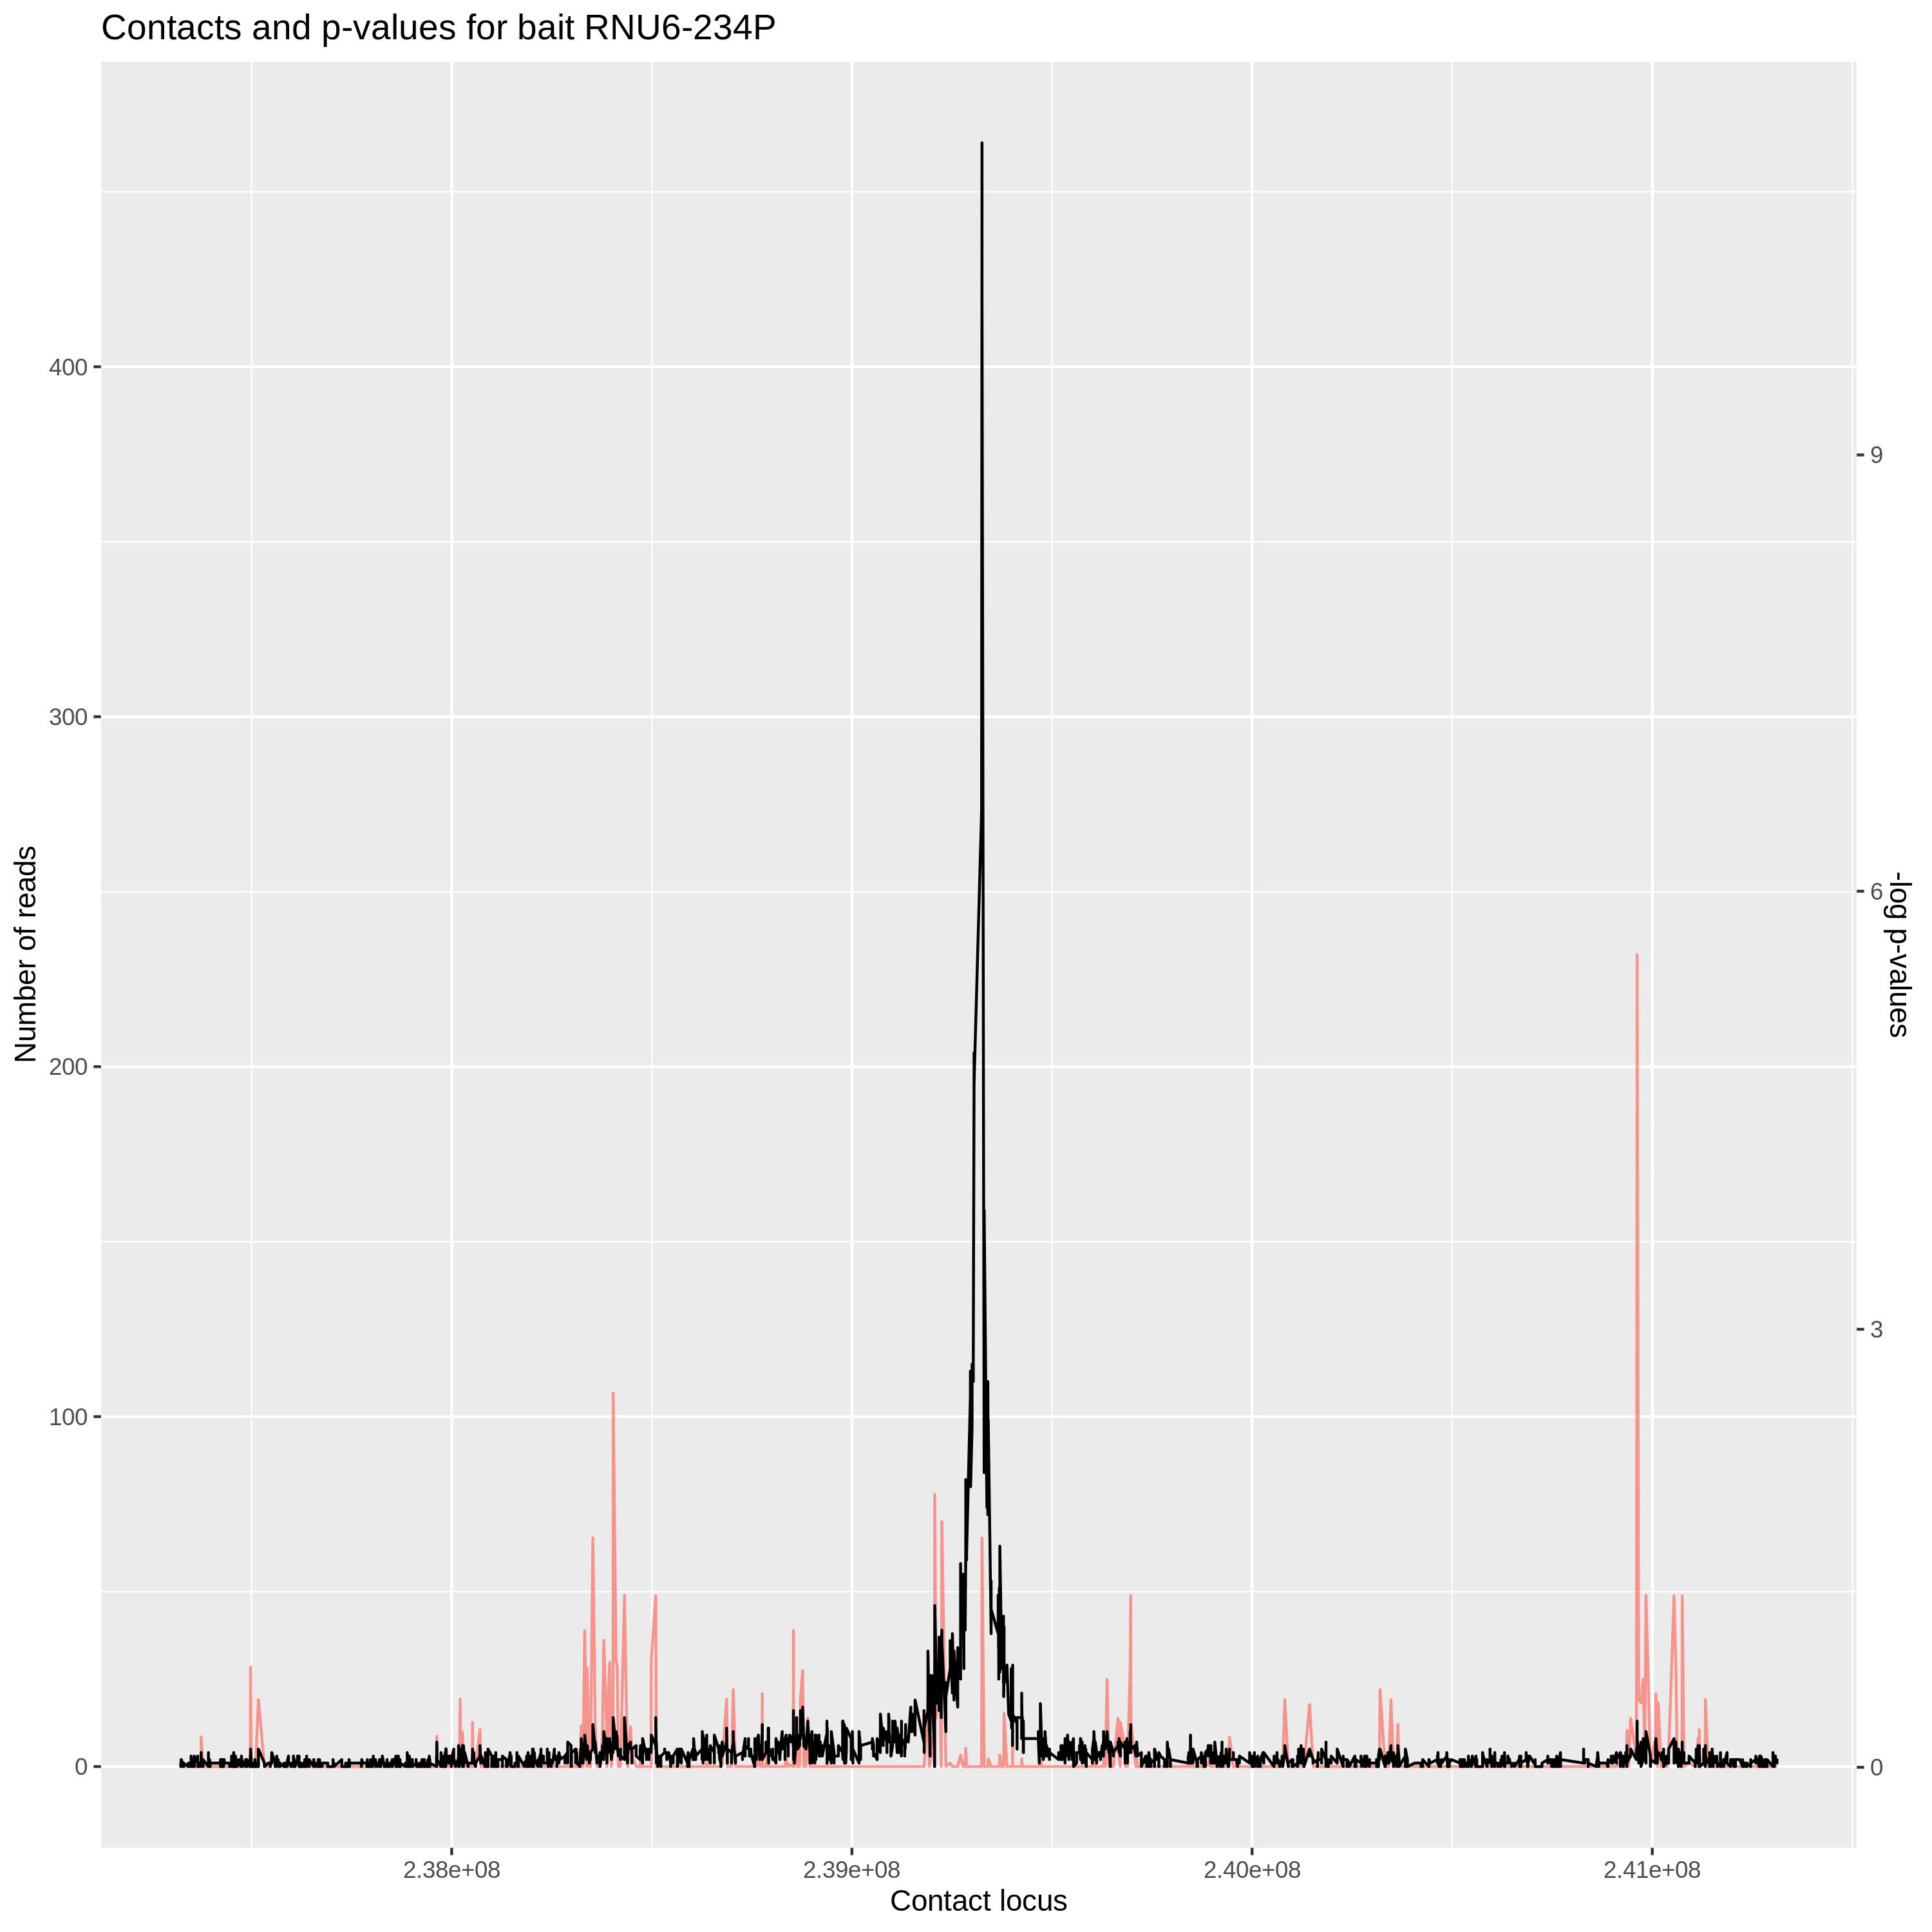 Contacts and p-values for bait RNU6-234P
Number of reads
400
300
200
100
0
9
6
3
0
-log p-values
2.38e+08
2.39e+08
2.40e+08
2.41e+08
Contact locus